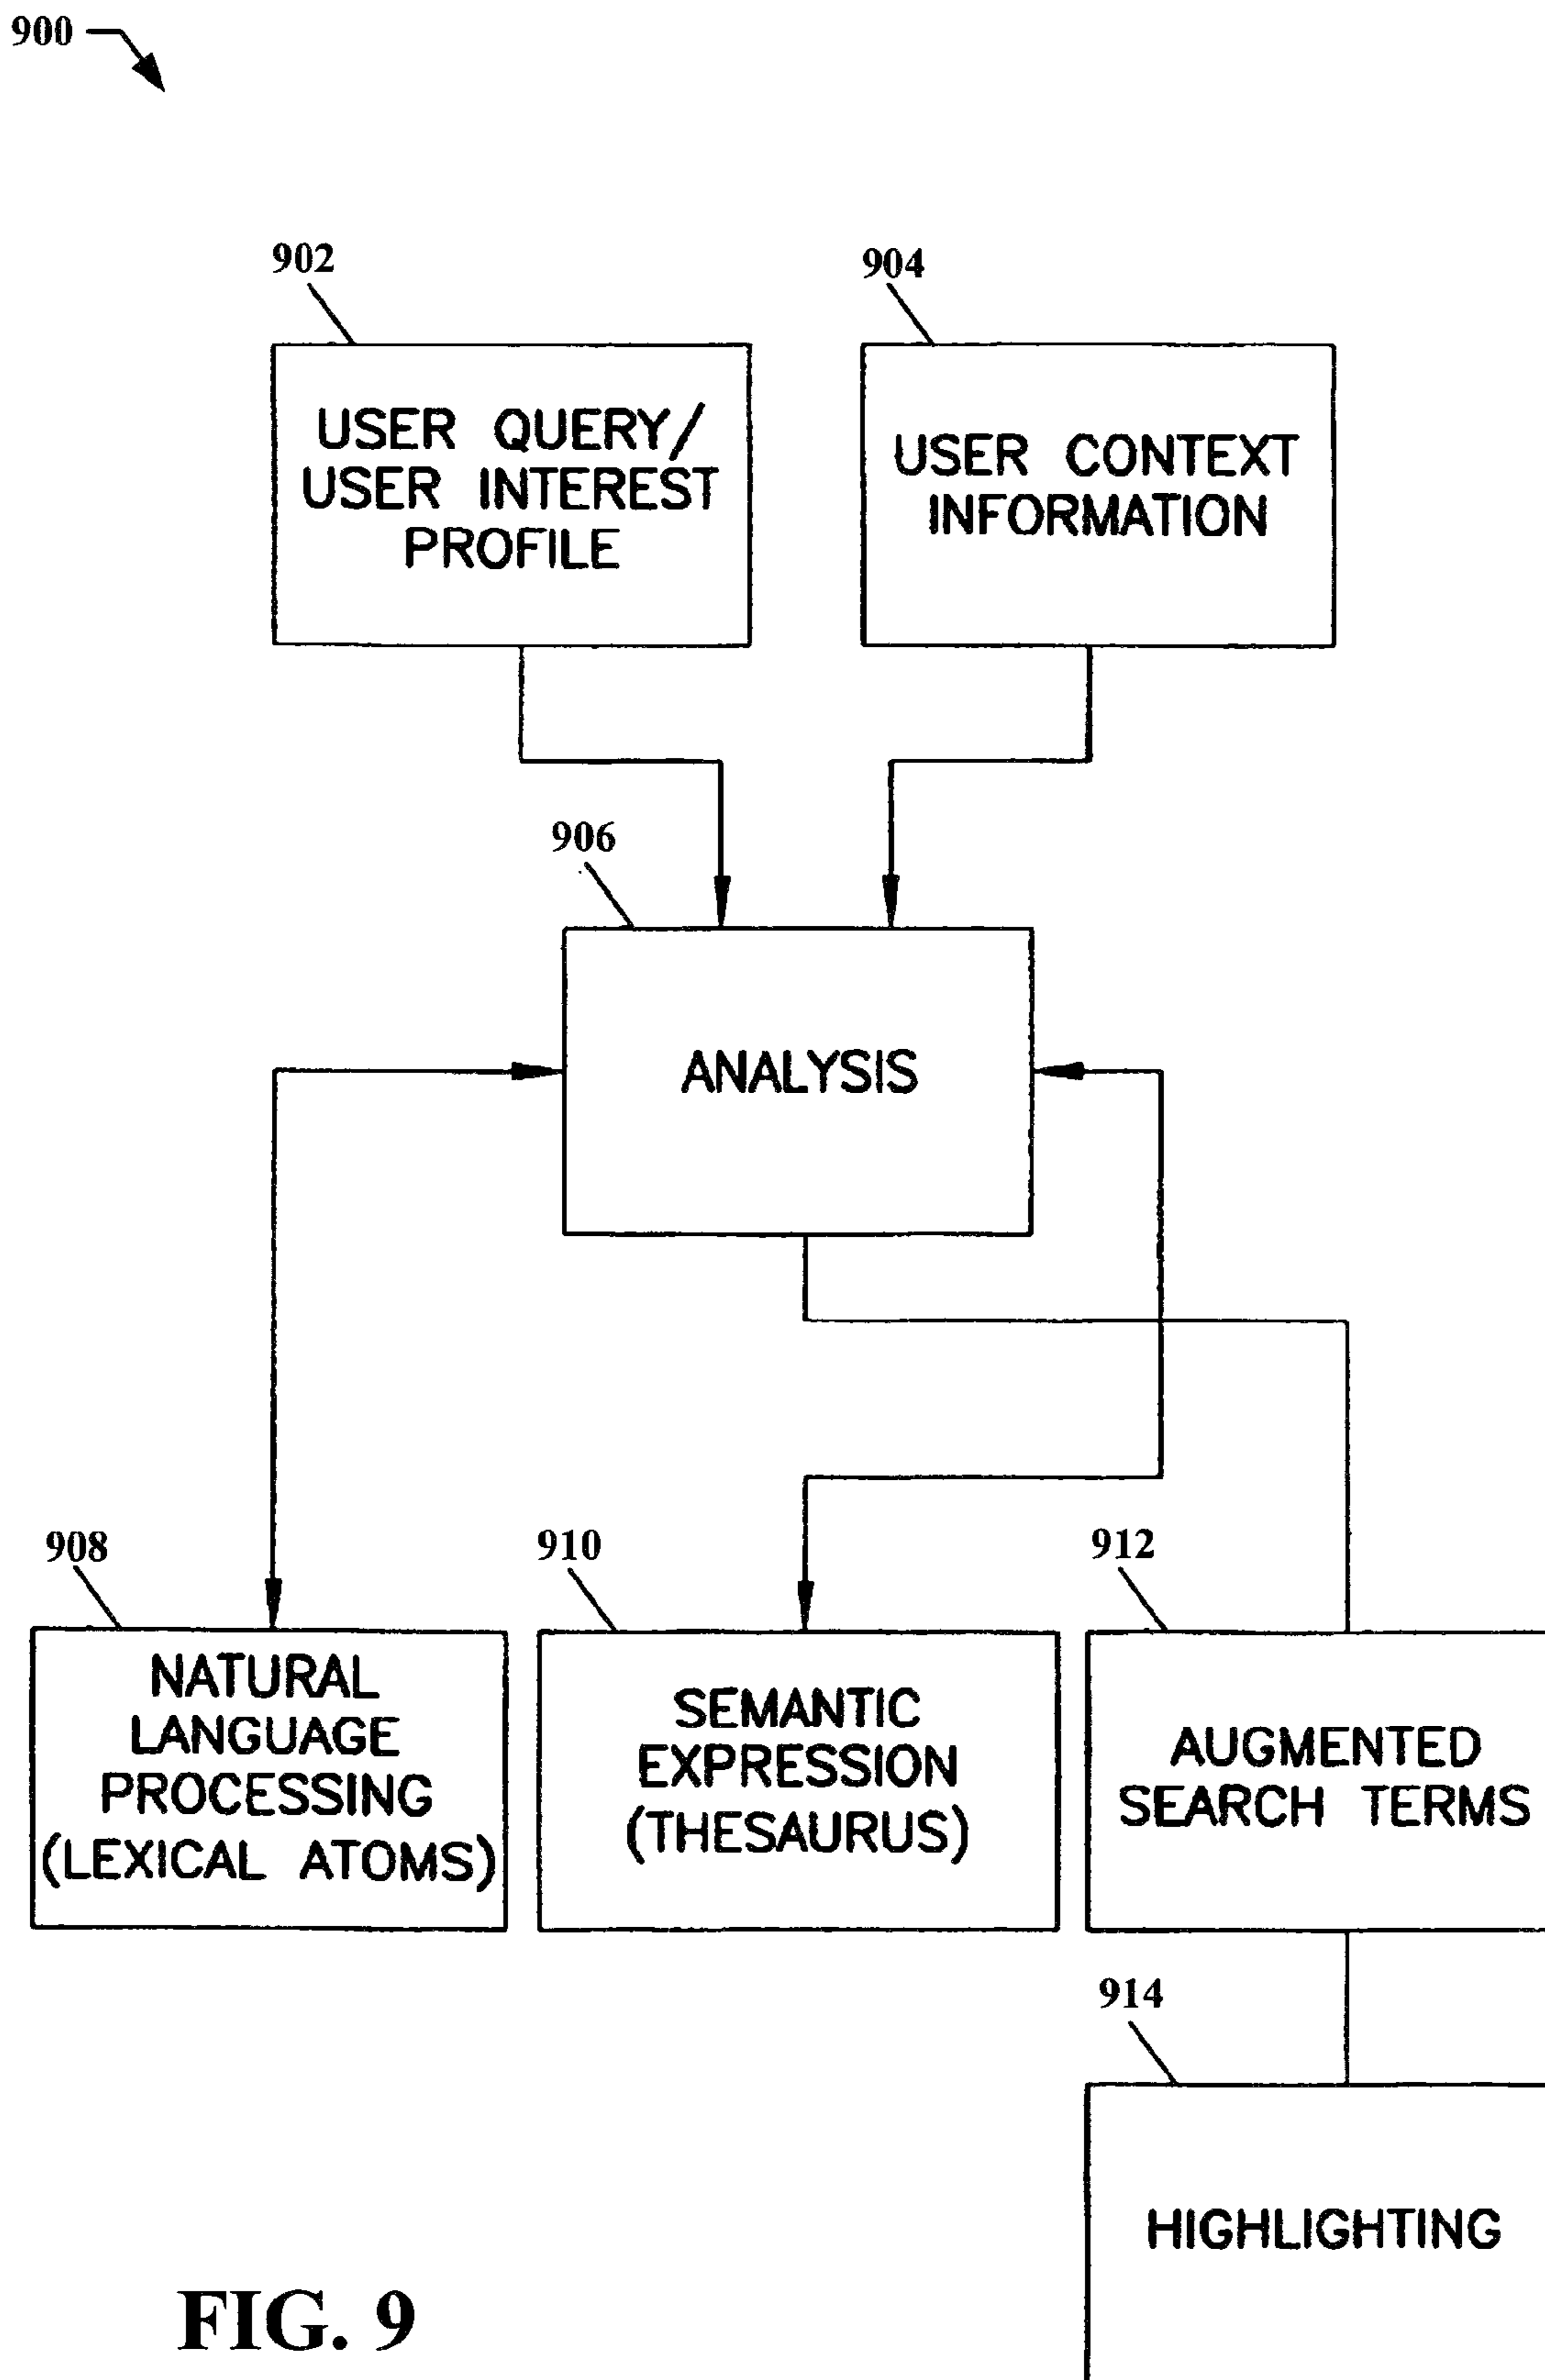 900
902
904
USER QUERY/
USER INTEREST
PROFILE
USER CONTEXT
INFORMATION
906
ANALYSIS
908
910
912
NATURAL
LANGUAGE
PROCESSING
(LEXICAL ATOMS)
SEMANTIC
EXPRESSION
(THESAURUS)
AUGMENTED
SEARCH TERMS
914
HIGHLIGHTING
FIG. 9